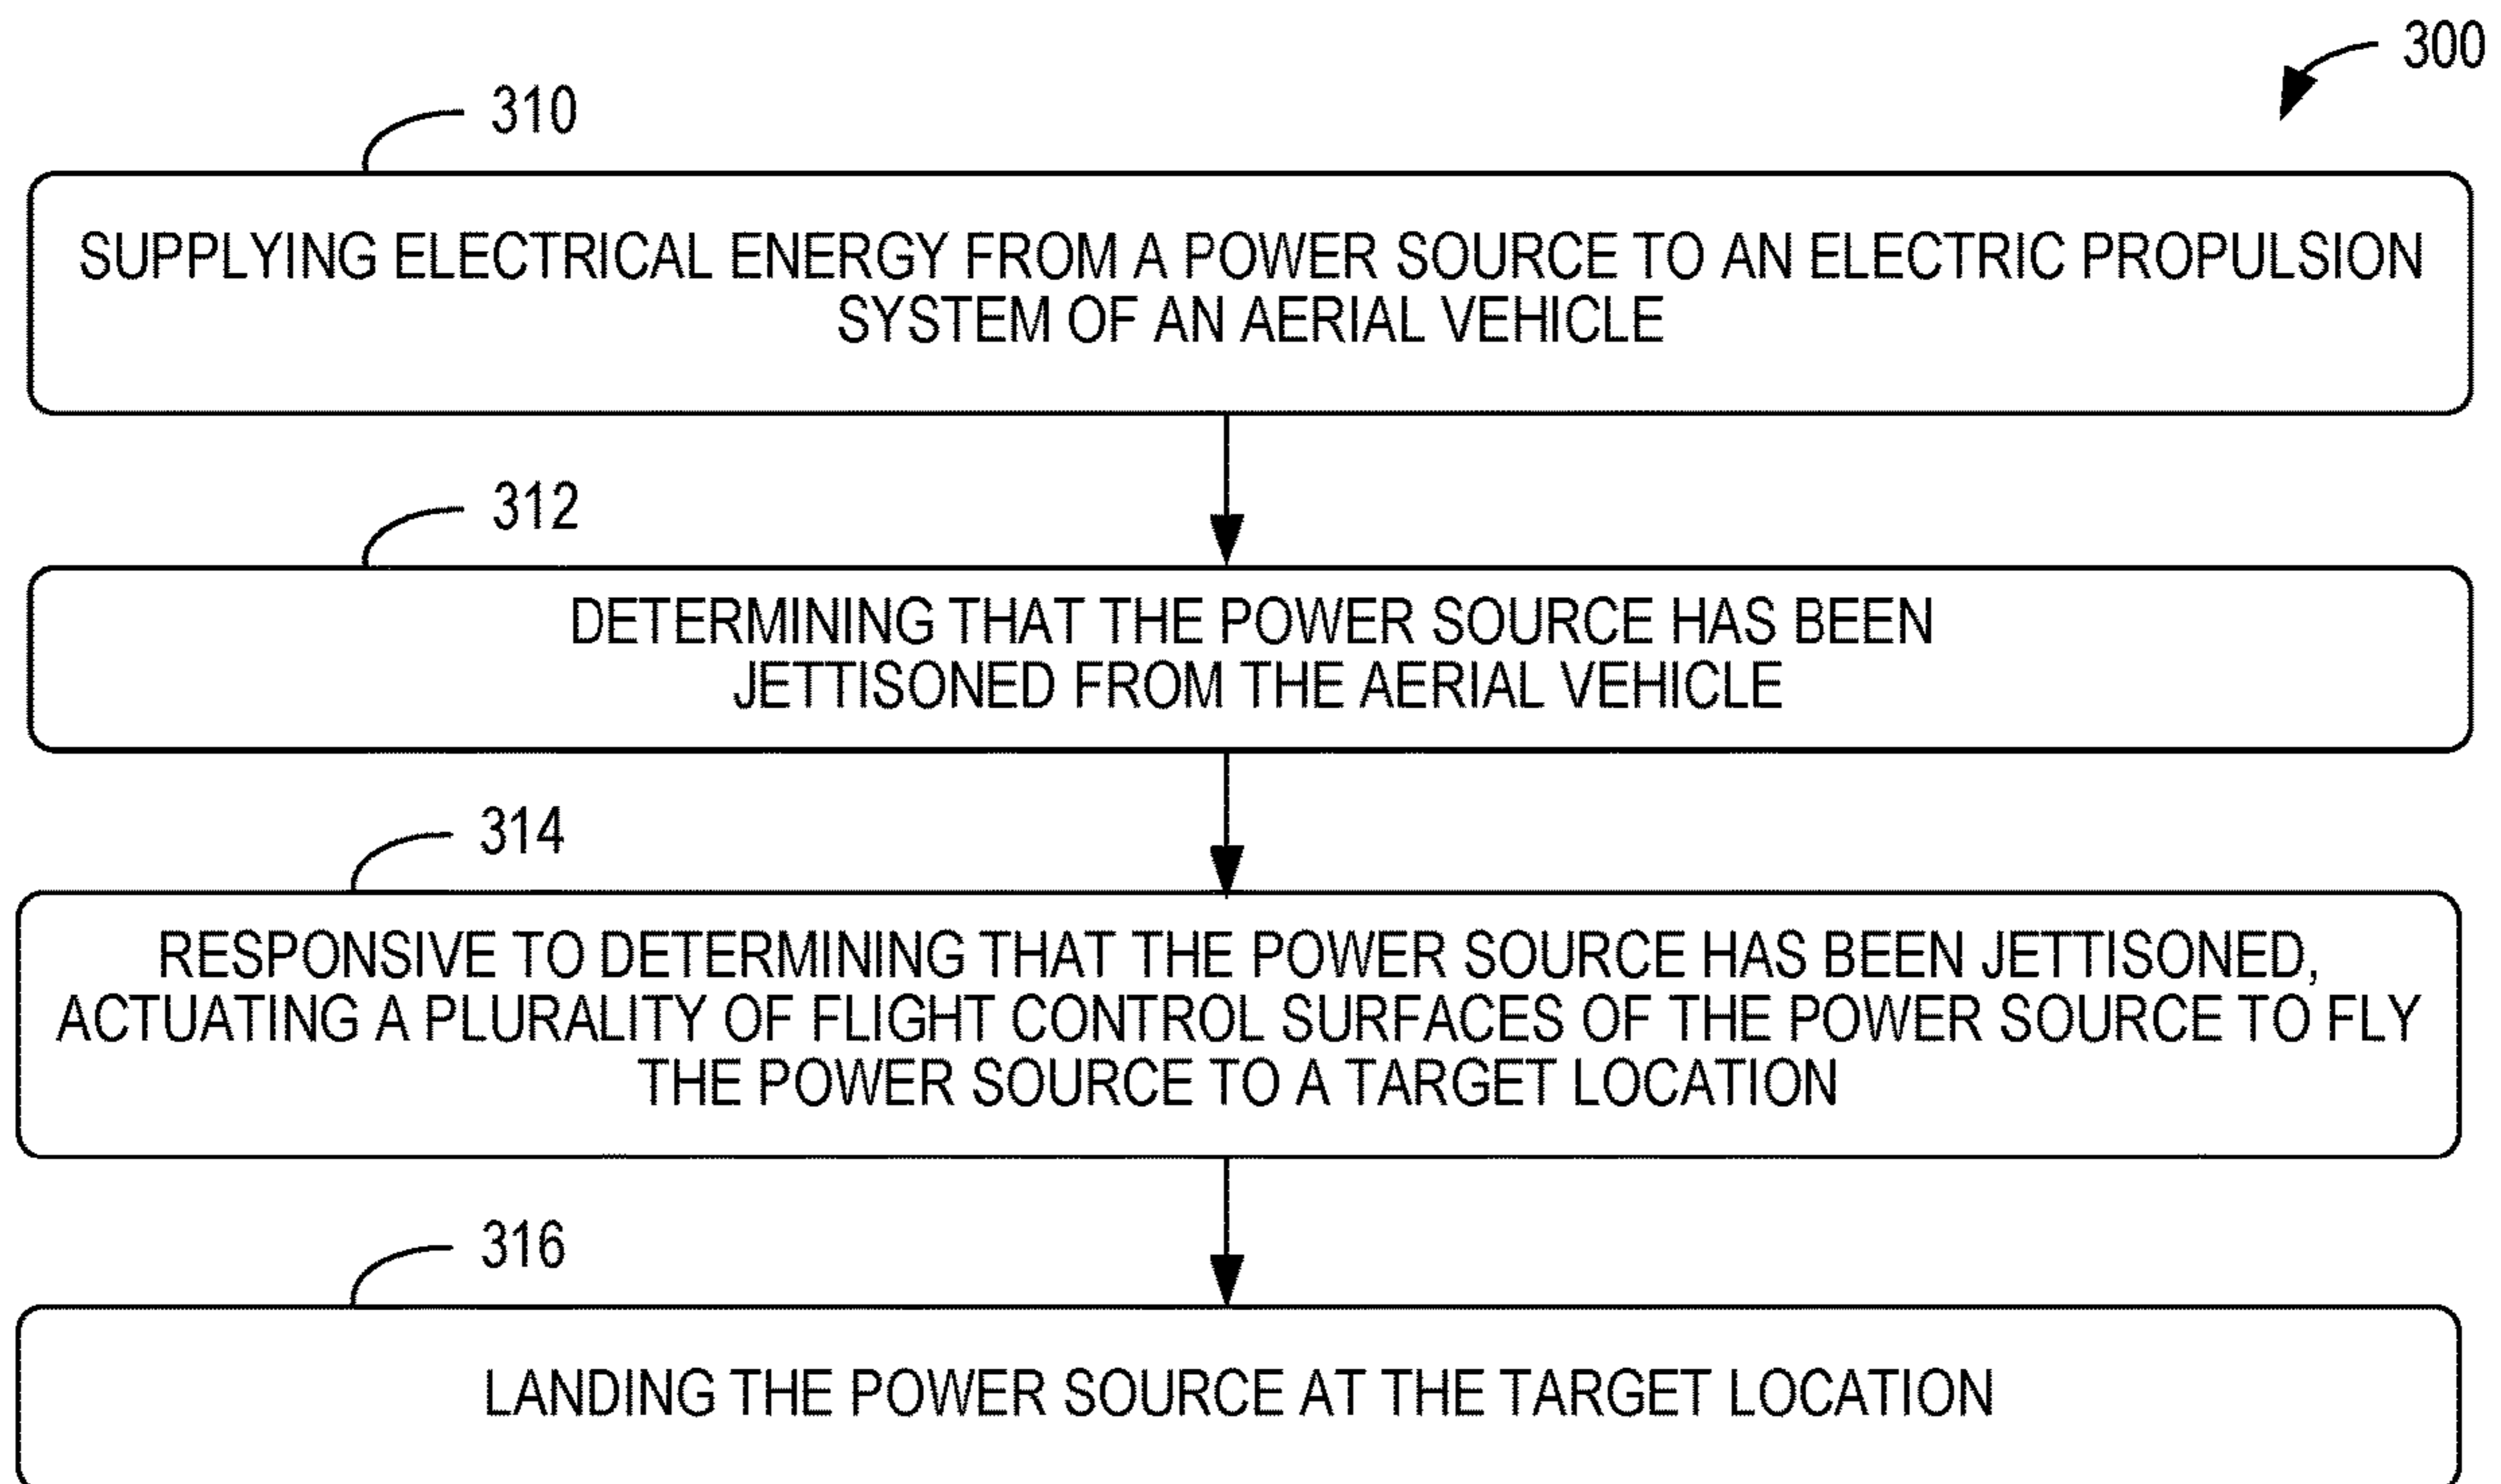 300
310
SUPPLYING ELECTRICAL ENERGY FROM A POWER SOURCE TO AN ELECTRIC PROPULSION
SYSTEM OF AN AERIAL VEHICLE
312
DETERMINING THAT THE POWER SOURCE HAS BEEN
JETTISONED FROM THE AERIAL VEHICLE
314
RESPONSIVE TO DETERMINING THAT THE POWER SOURCE HAS BEEN JETTISONED,
ACTUATING A PLURALITY OF FLIGHT CONTROL SURFACES OF THE POWER SOURCE TO FLY
THE POWER SOURCE TO A TARGET LOCATION
316
LANDING THE POWER SOURCE AT THE TARGET LOCATION